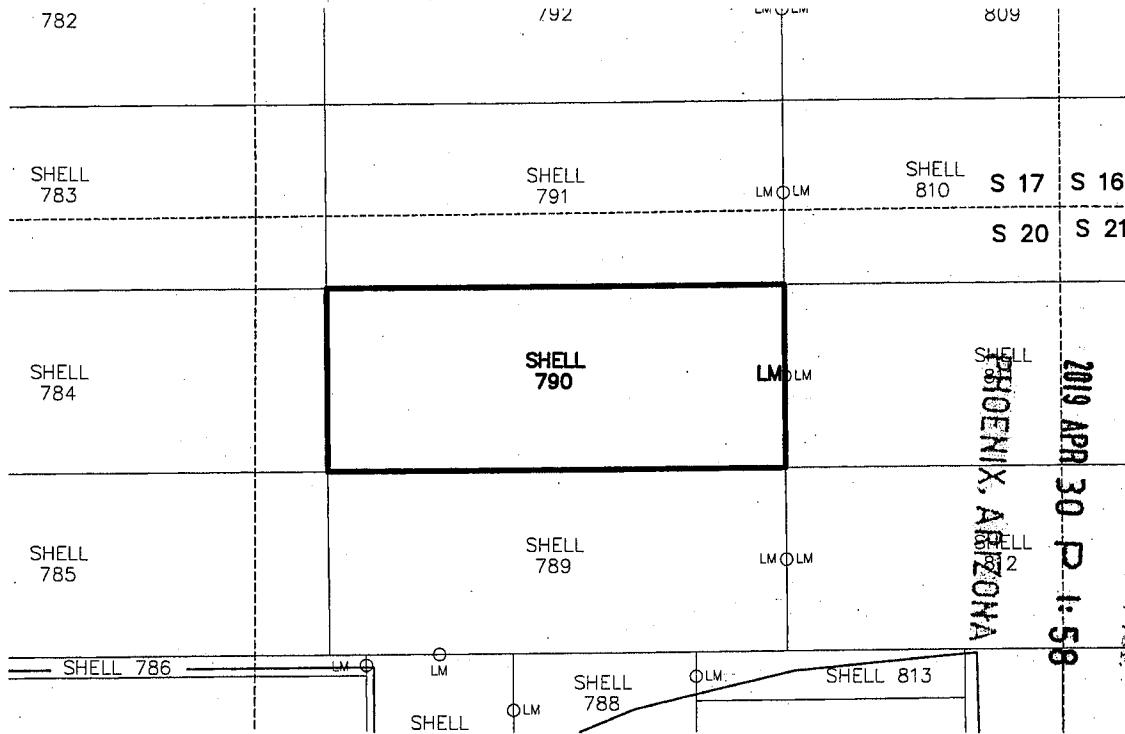 782
792
LM LM
809
SHELL
783
SHELL
791
LM LM
SHELL
810
S 17
S 16
S 20
S 21
SHELL
784
SHELL
790
LM LM
SHELL
2019 APR 30 P 1:58
PHOENIX, ARIZONA
SHELL
785
SHELL
789
LM LM
SHELL
SHELL 786
LM
LM
SHELL
788
LM
SHELL 813
SHELL
LM